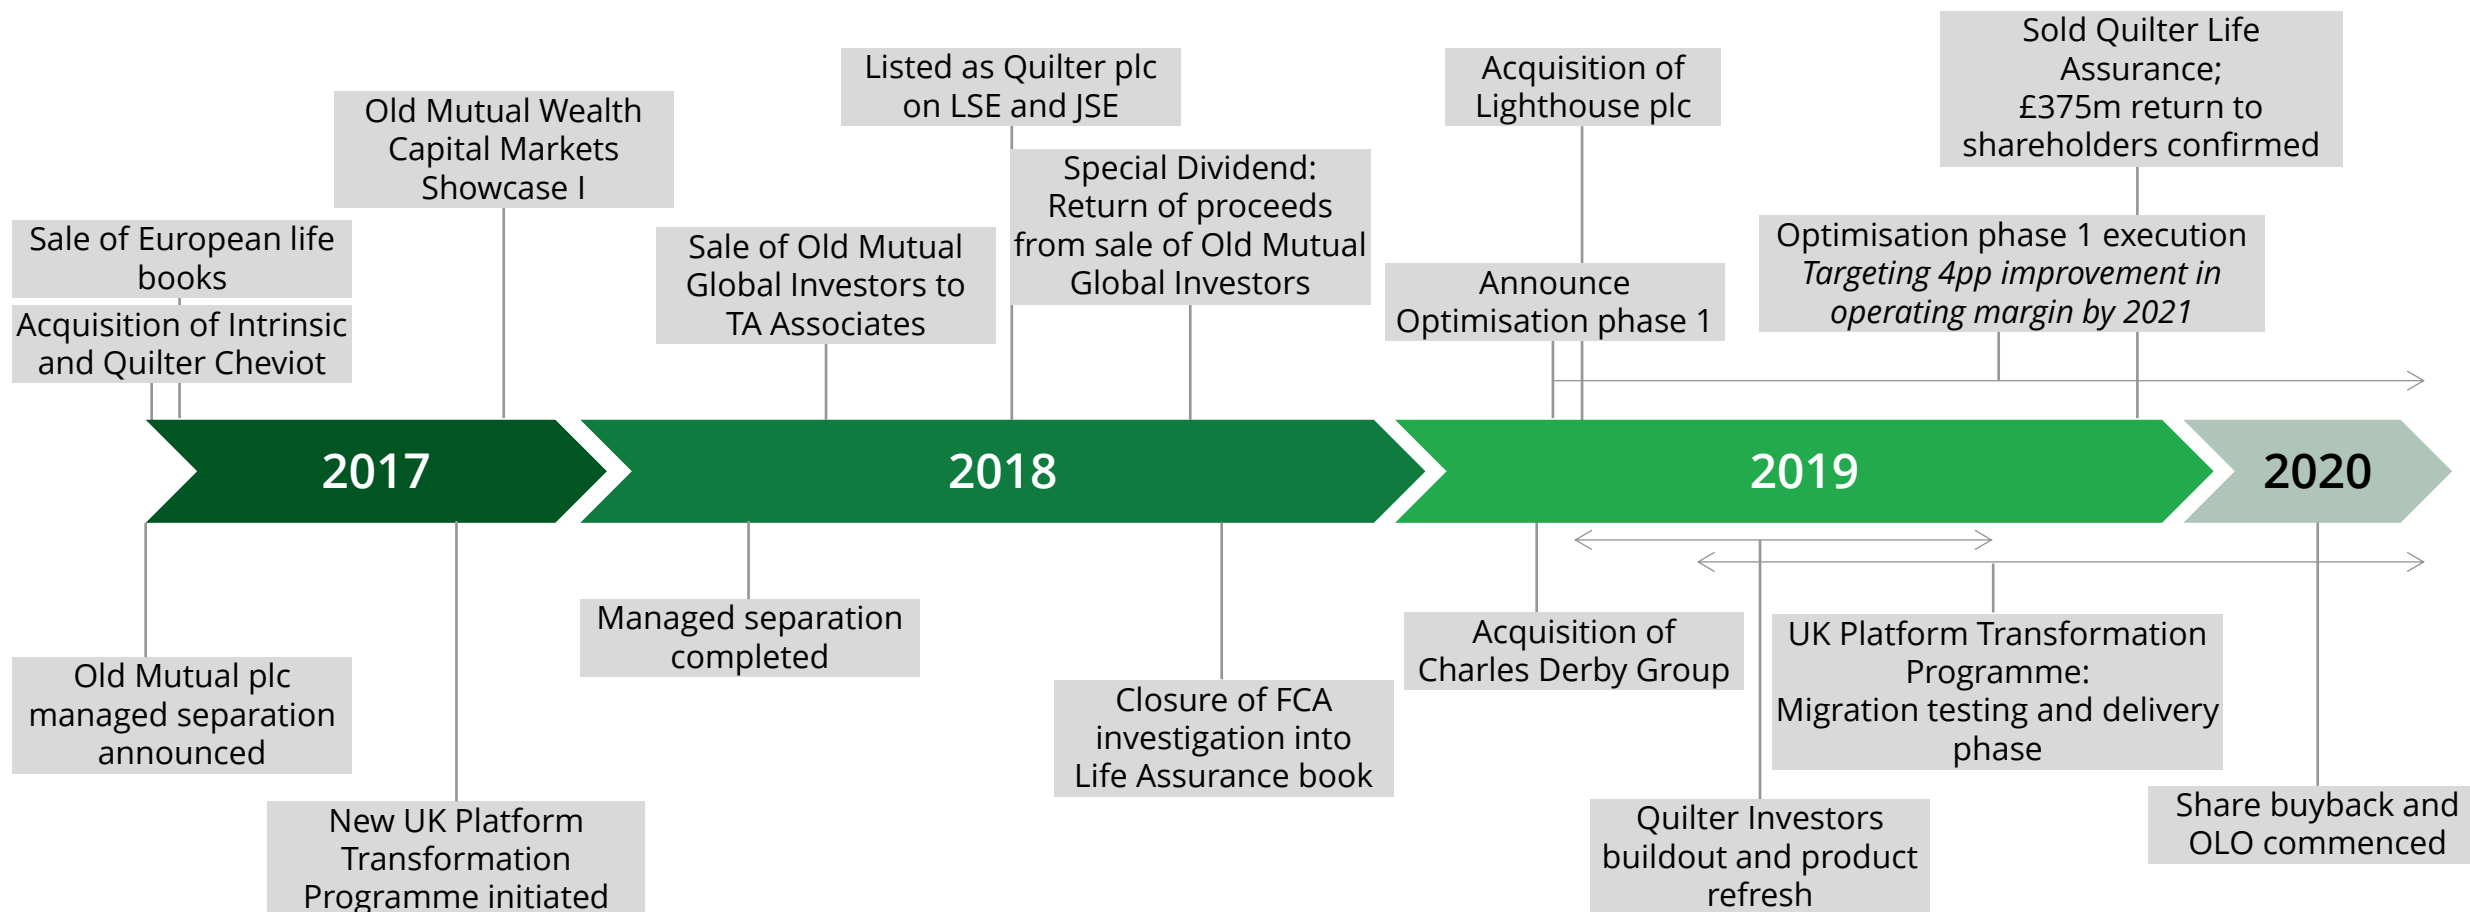 Sale of European life
books
Acquisition of Intrinsic
and Quilter Cheviot
Old Mutual Wealth
Capital Markets
Showcase I
Sale of Old Mutual
Global Investors to
TA Associates
Listed as Quilter plc
on LSE and JSE
Special Dividend:
Return of proceeds
from sale of Old Mutual
Global Investors
Acquisition of
Lighthouse plc
Announce
Optimisation phase 1
Sold Quilter Life
Assurance;
£375m return to
shareholders confirmed
Optimisation phase 1 execution
Targeting 4pp improvement in
operating margin by 2021
2017
2018
2019
2020
Old Mutual plc
managed separation
announced
New UK Platform
Transformation
Programme initiated
Managed separation
completed
Closure of FCA
investigation into
Life Assurance book
Acquisition of
Charles Derby Group
Quilter Investors
buildout and product
refresh
UK Platform Transformation
Programme:
Migration testing and delivery
phase
Share buyback and
OLO commenced